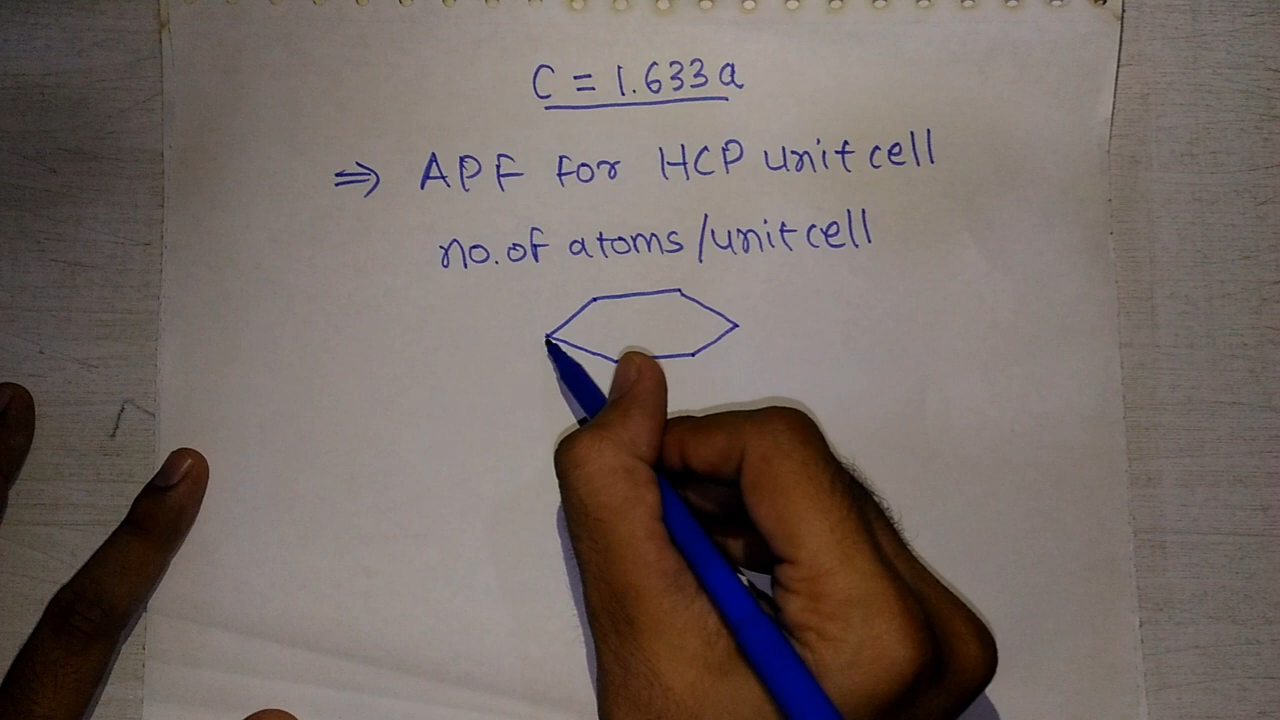 C = 1.633a
⇒ APF for HCP unit cell
no. of atoms/unit cell